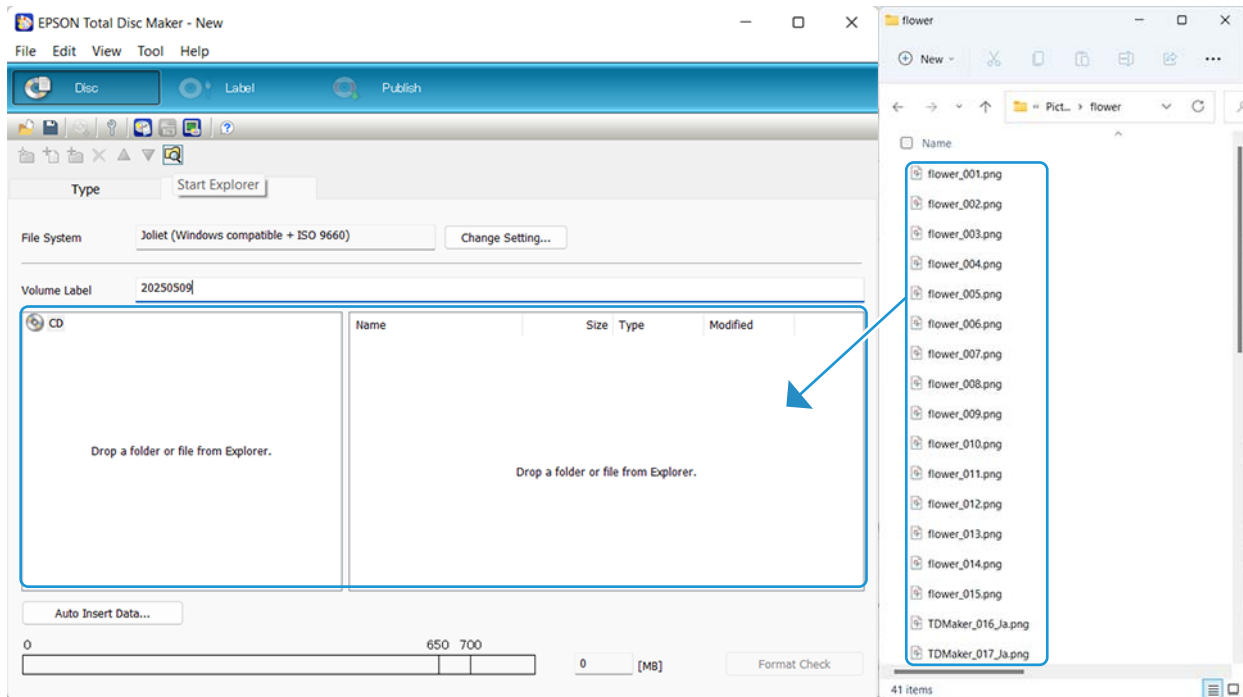 EPSON Total Disc Maker - New
File Edit View Tool Help
Disc Label Publish
Type
Start Explorer
File System Joliet (Windows compatible + ISO 9660) Change Setting...
Volume Label 20250509
CD
Name Size Type Modified
Drop a folder or file from Explorer.
Drop a folder or file from Explorer.
Auto Insert Data...
0 650 700
0 [MB] Format Check
flower
New
« Pict... › flower
Name
flower_001.png
flower_002.png
flower_003.png
flower_004.png
flower_005.png
flower_006.png
flower_007.png
flower_008.png
flower_009.png
flower_010.png
flower_011.png
flower_012.png
flower_013.png
flower_014.png
flower_015.png
TDMaker_016_Ja.png
TDMaker_017_Ja.png
41 items